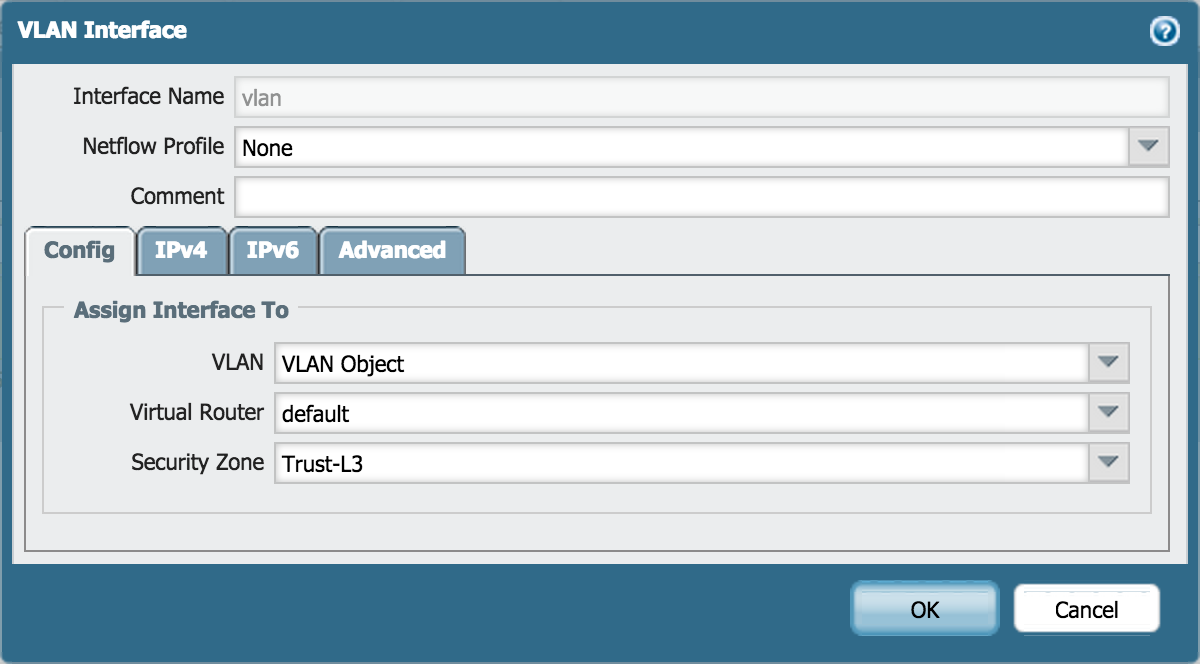 VLAN Interface
?
Interface Name vlan
Netflow Profile None
Comment
Config IPv4 IPv6 Advanced
Assign Interface To
VLAN VLAN Object
Virtual Router default
Security Zone Trust-L3
OK Cancel